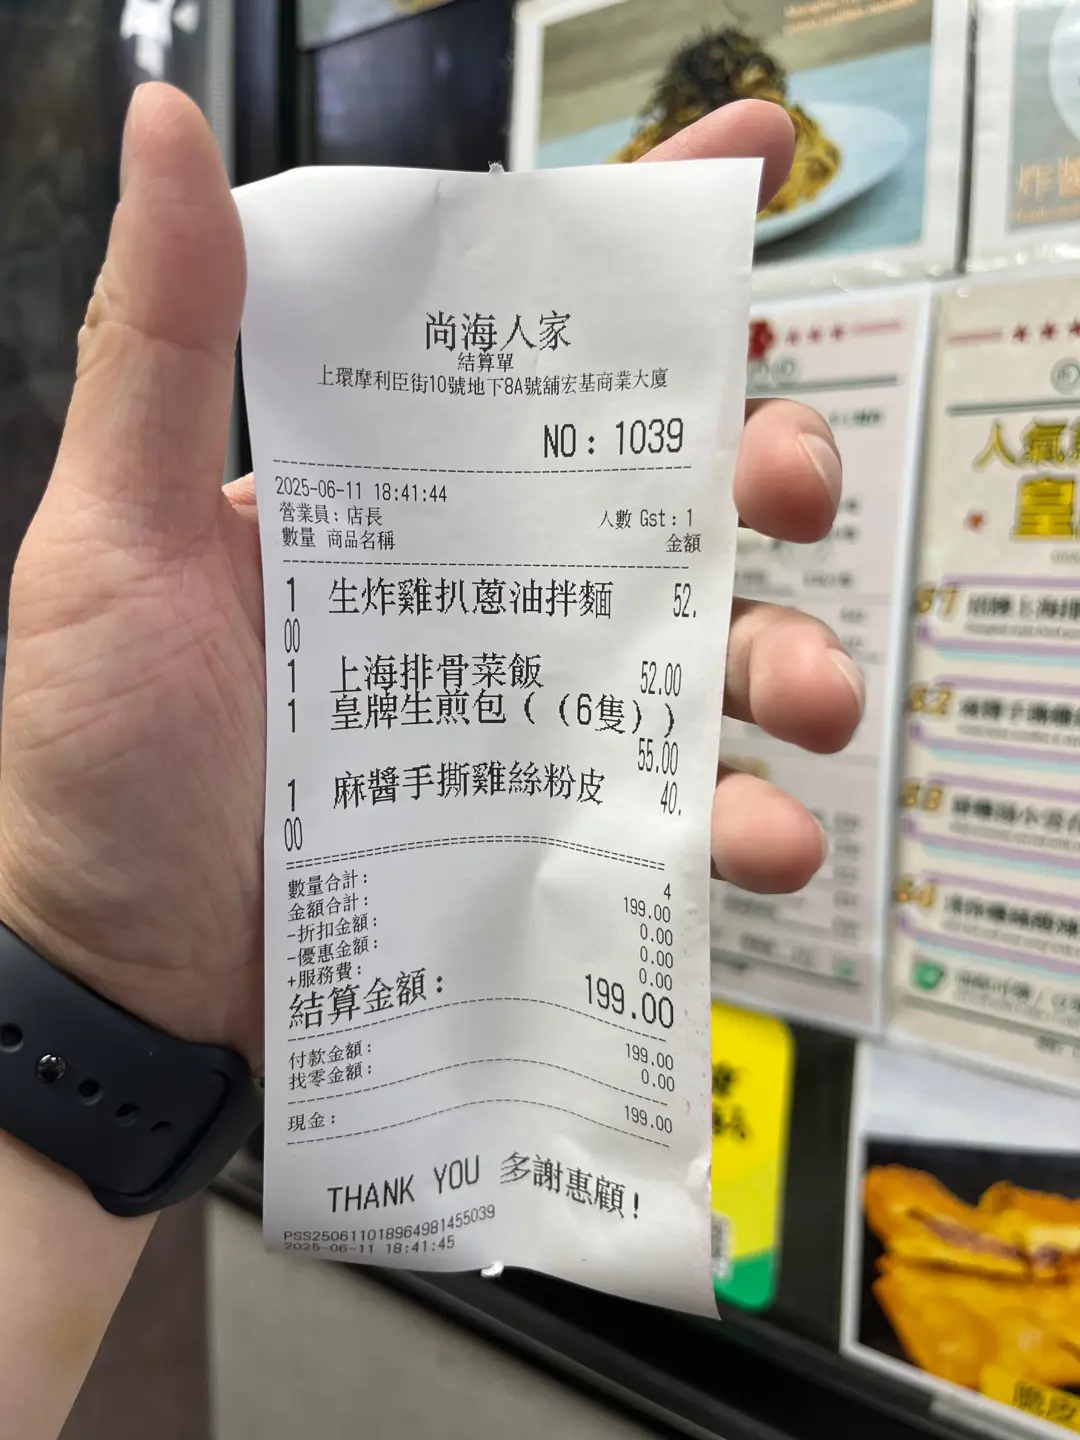 尚海人家
結算單
上環摩利臣街10號地下8A號舖宏基商業大廈
NO: 1039
2025-06-11 18:41:44
營業員: 店長 人數 Gst: 1
數量 商品名稱 金額
1 生炸雞扒蔥油拌麵 52.
00
1 上海排骨菜飯 52.00
1 皇牌生煎包((6隻))
55.00
1 麻醬手撕雞絲粉皮 40.
00
數量合計: 4
金額合計: 199.00
-折扣金額: 0.00
-優惠金額: 0.00
+服務費: 0.00
結算金額: 199.00
付款金額: 199.00
找零金額: 0.00
現金: 199.00
THANK YOU 多謝惠顧!
PSS250611018964981455039
2025-06-11 18:41:45
炸醬
人氣
皇